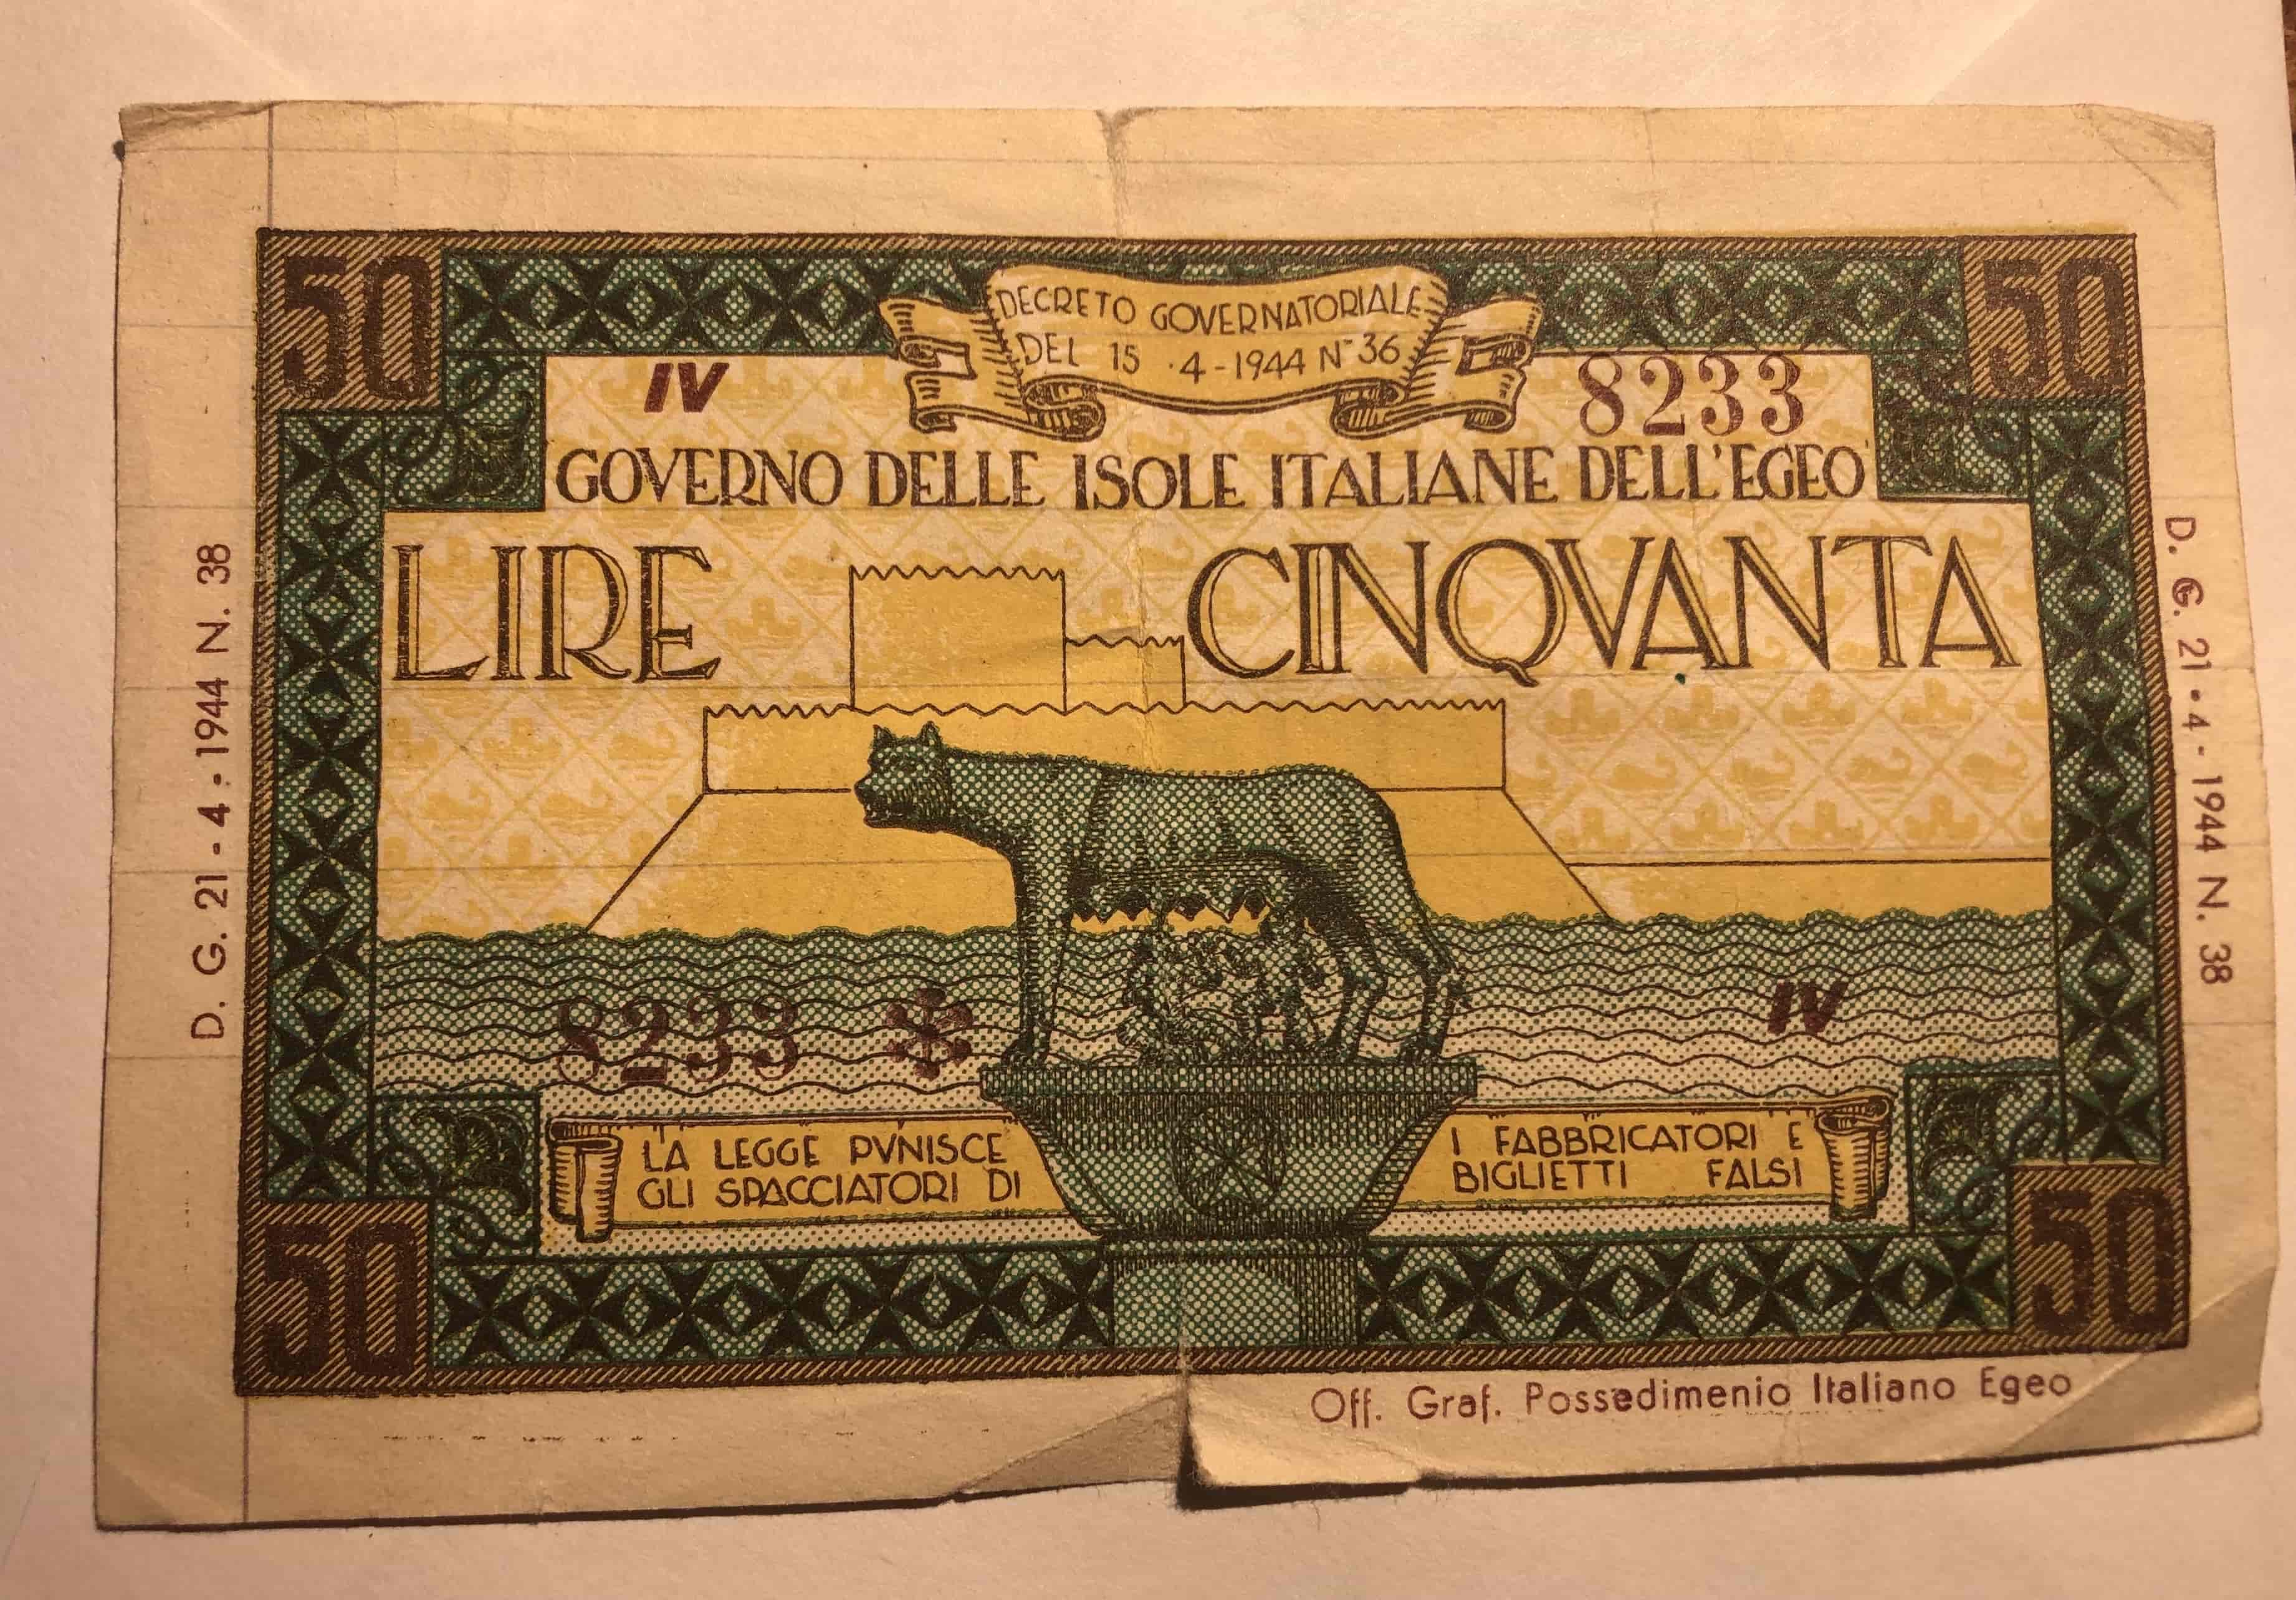 50
50
DECRETO GOVERNATORIALE
DEL 15 ·4-1944 N° 36
IV
8233
GOVERNO DELLE ISOLE ITALIANE DELL'EGEO
LIRE CINQVANTA
D. G. 21 - 4 - 1944 N. 38
D. G. 21 • 4 - 1944 N. 38
8233 *
IV
LA LEGGE PVNISCE I FABBRICATORI E
GLI SPACCIATORI DI BIGLIETTI FALSI
50
50
Off. Graf. Possedimenio Italiano Egeo